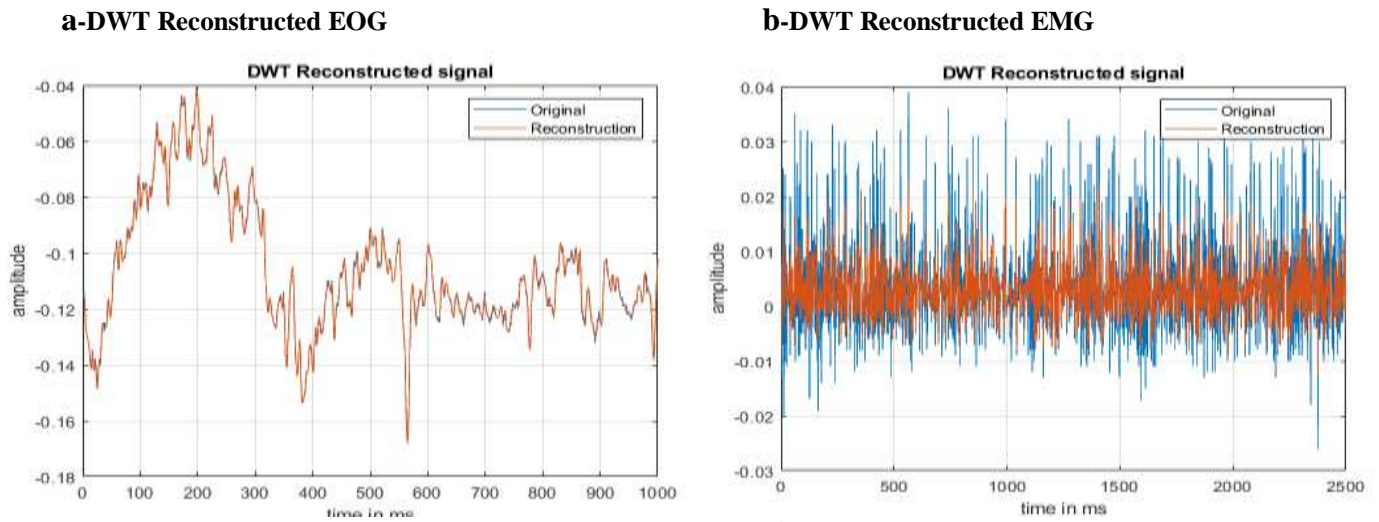 a-DWT Reconstructed EOG
DWT Reconstructed signal
Original
Reconstruction
amplitude
-0.04
-0.06
-0.08
-0.1
-0.12
-0.14
-0.16
-0.18
0 100 200 300 400 500 600 700 800 900 1000
time in ms
b-DWT Reconstructed EMG
DWT Reconstructed signal
Original
Reconstruction
amplitude
0.04
0.03
0.02
0.01
0
-0.01
-0.02
-0.03
0 500 1000 1500 2000 2500
time in ms